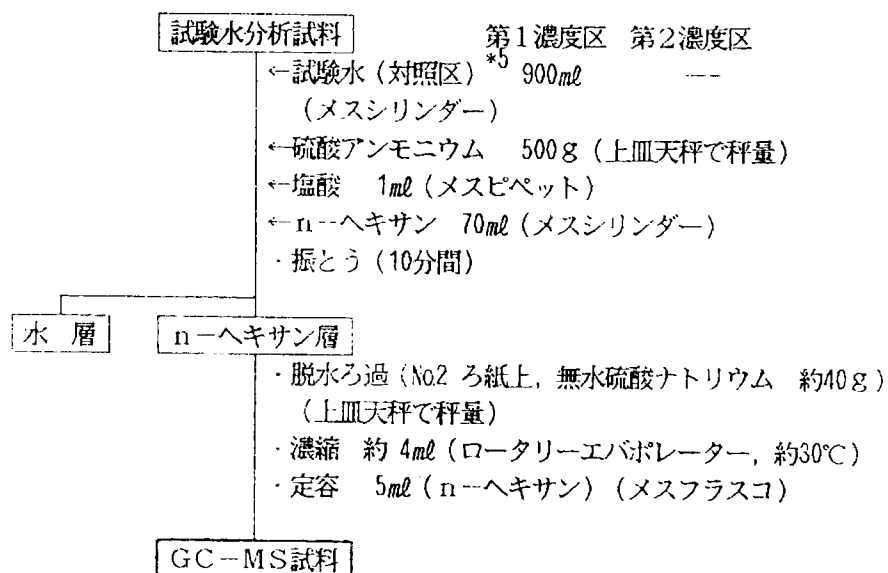 試験水分析試料　第1濃度区　第2濃度区
←試験水(対照区)*5　900ml　---
(メスシリンダー)
←硫酸アンモニウム　500g(上皿天秤で秤量)
←塩酸　1ml(メスピペット)
←n-ヘキサン　70ml(メスシリンダー)
・振とう(10分間)
水層　n-ヘキサン層
・脱水ろ過(No.2 ろ紙上,無水硫酸ナトリウム　約40g)
(上皿天秤で秤量)
・濃縮　約 4ml(ロータリーエバポレーター,約30℃)
・定容　5ml(n-ヘキサン)(メスフラスコ)
GC-MS試料